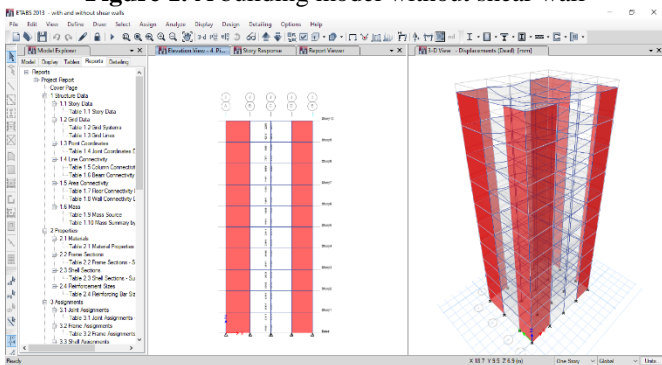 Figure 2. A building model without shear wall
ETABS 2013 - with and without shear walls
File Edit View Define Draw Select Assign Analyze Display Design Detailing Options Help
Model Explorer
Elevation View - 4 Pi...
Story Response
Report Viewer
3-D View - Displacements (Dead) [mm]
Model Display Tables Reports Detailing
Reports
Project Report
Cover Page
1 Structure Data
1.1 Story Data
Table 1.1 Story Data
1.2 Grid Data
Table 1.2 Grid Systems
Table 1.3 Grid Lines
1.3 Point Coordinates
Table 1.4 Joint Coordinates D
1.4 Line Connectivity
Table 1.5 Column Connectivit
Table 1.6 Beam Connectivity
1.5 Area Connectivity
Table 1.7 Floor Connectivity
Table 1.8 Wall Connectivity D
1.6 Mass
Table 1.9 Mass Source
Table 1.10 Mass Summary by
2 Properties
2.1 Materials
Table 2.1 Material Properties
2.2 Frame Sections
Table 2.2 Frame Sections - S
2.3 Shell Sections
Table 2.3 Shell Sections - Su
2.4 Reinforcement Sizes
Table 2.4 Reinforcing Bar Siz
3 Assignments
3.1 Joint Assignments
Table 3.1 Joint Assignments
3.2 Frame Assignments
Table 3.2 Frame Assignments
3.3 Shell Assignments
Ready
One Story
Global
Units...